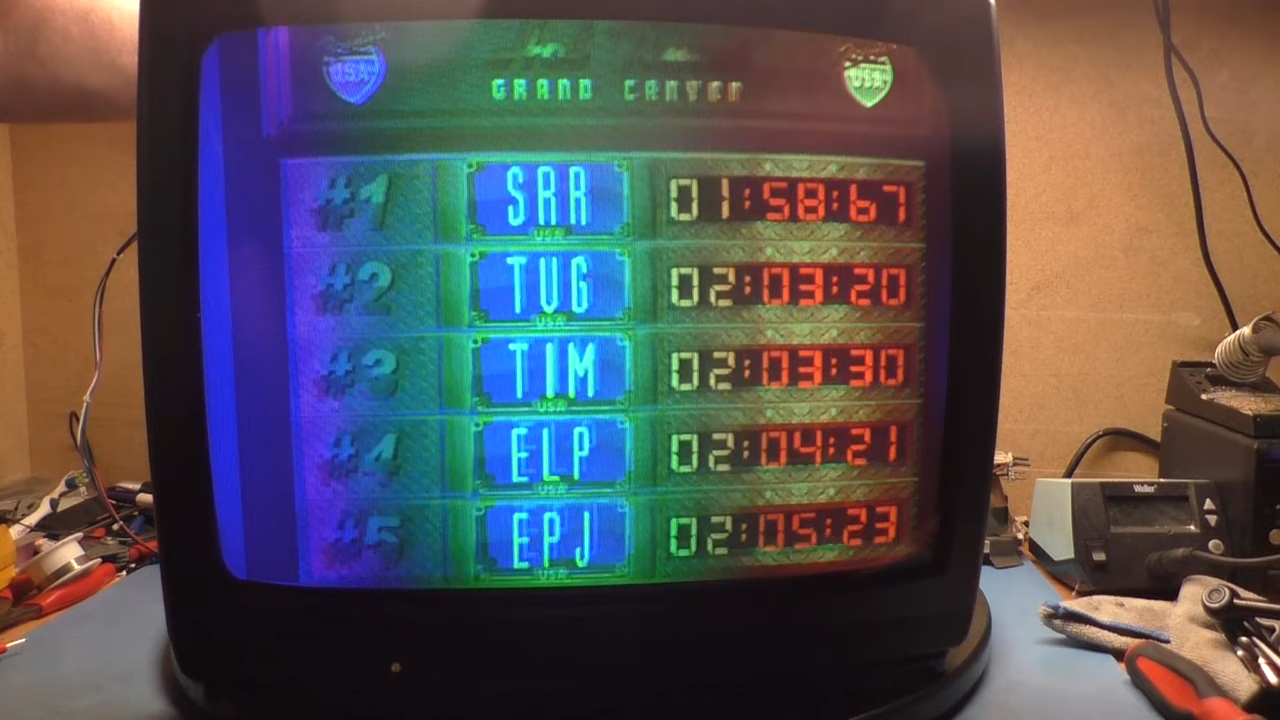 USA USA
GRAND CANYON
#1 SRR 01:58:67
USA
#2 TVG 02:03:20
USA
#3 TIM 02:03:30
USA
#4 ELP 02:04:21
USA
#5 EPJ 02:05:23
USA
Weller